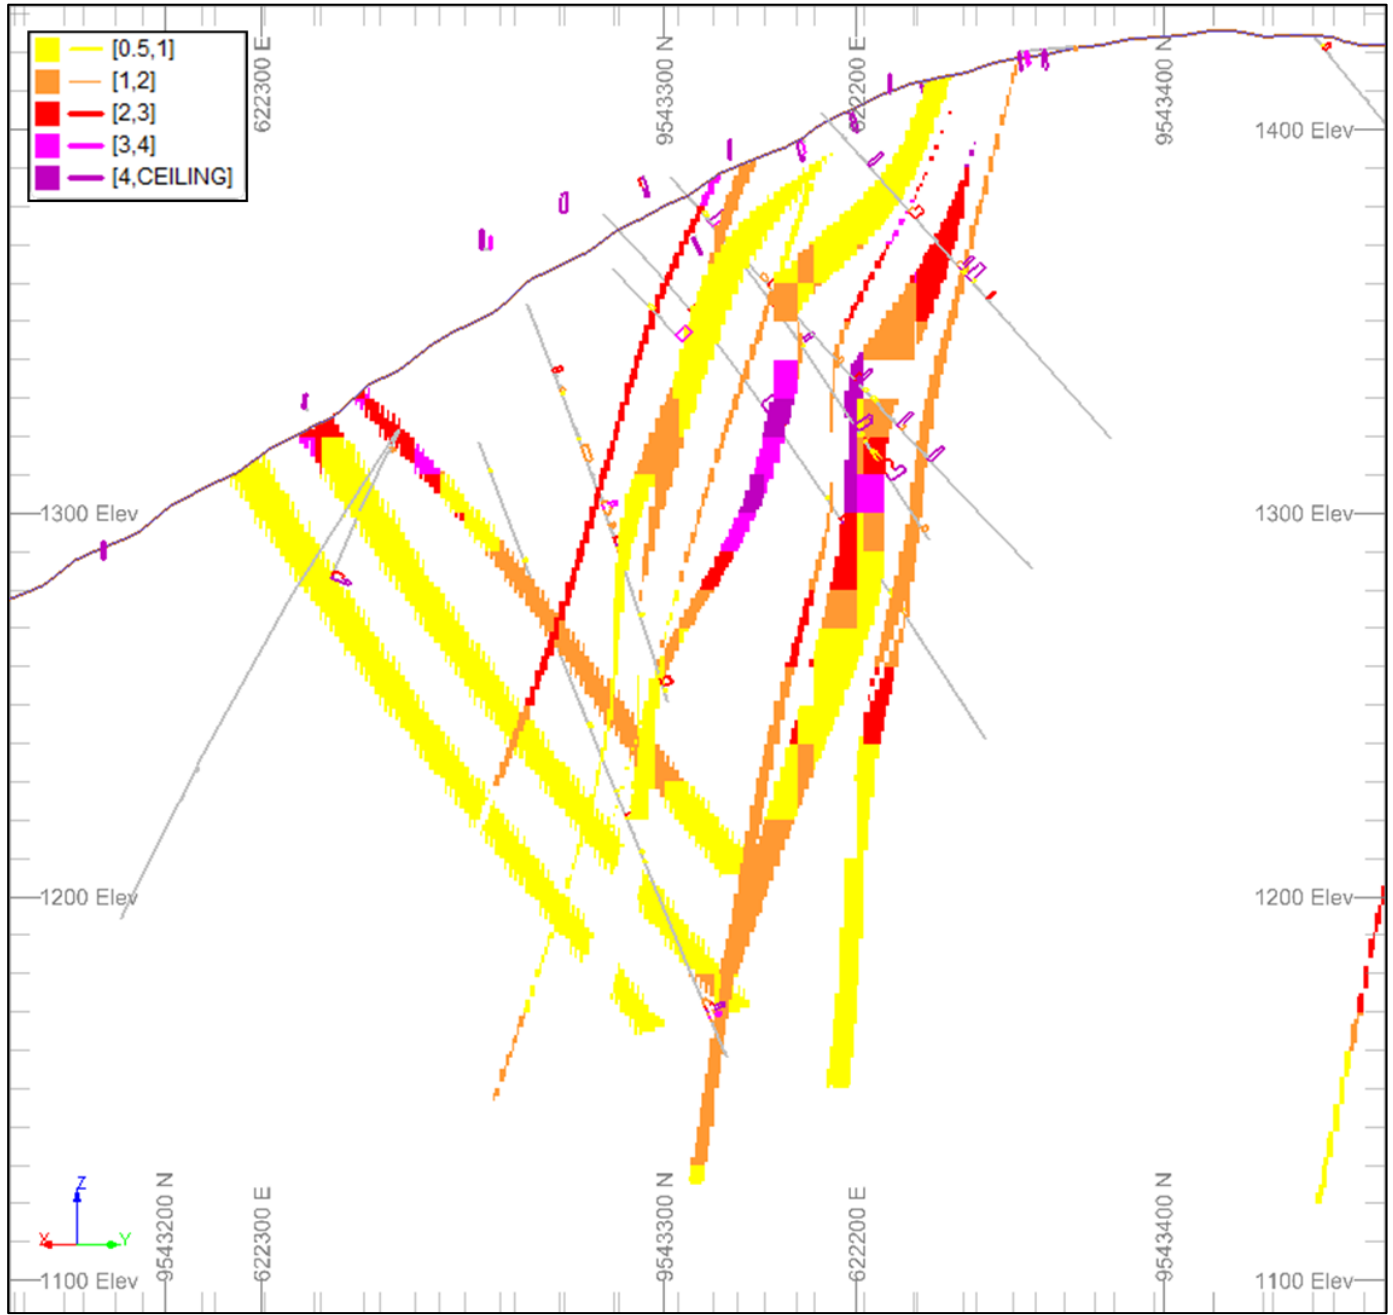 [0.5,1]
[1,2]
[2,3]
[3,4]
[4,CEILING]
622300 E
9543300 N
622200 E
9543400 N
1400 Elev
1300 Elev
1300 Elev
1200 Elev
1200 Elev
Z
X
Y
9543200 N
622300 E
9543300 N
622200 E
9543400 N
1100 Elev
1100 Elev